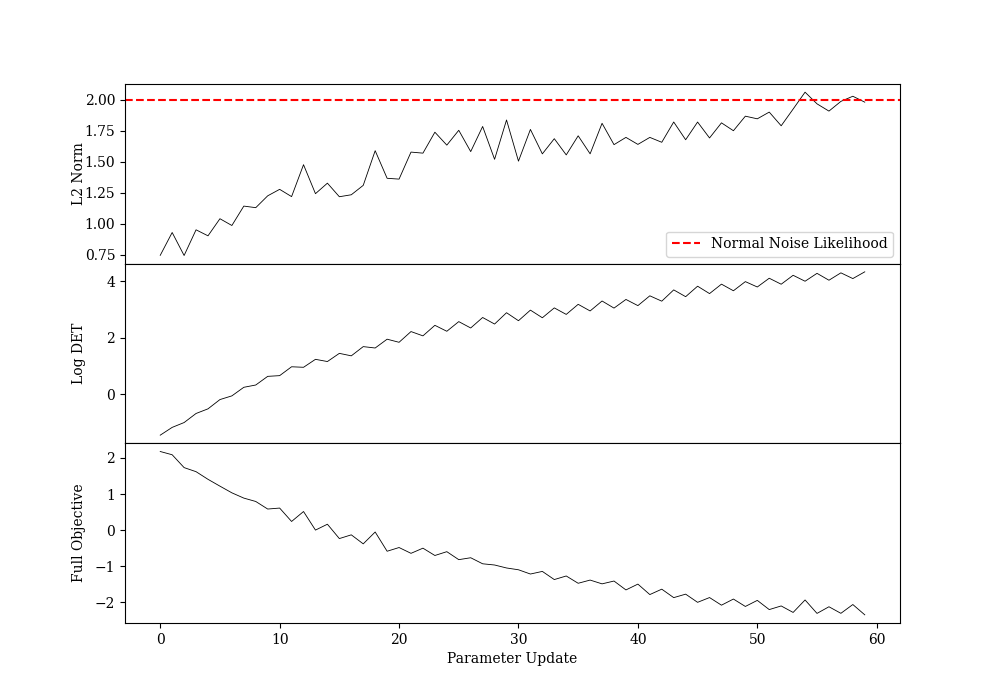 2.00
1.75
1.50
1.25
1.00
0.75
L2 Norm
Normal Noise Likelihood
4
2
0
Log DET
2
1
0
−1
−2
Full Objective
0 10 20 30 40 50 60
Parameter Update